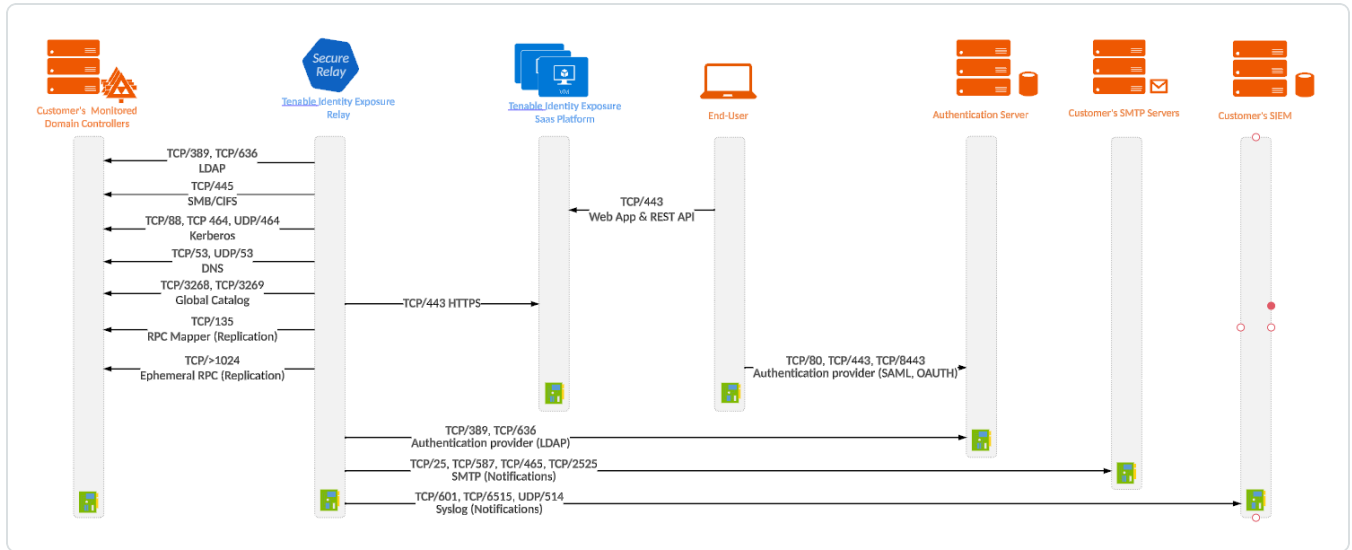 Secure
Relay
VM
Customer's Monitored
Domain Controllers
Tenable Identity Exposure
Relay
Tenable Identity Exposure
Saas Platform
End-User
Authentication Server
Customer's SMTP Servers
Customer's SIEM
TCP/389, TCP/636
LDAP
TCP/445
SMB/CIFS
TCP/88, TCP 464, UDP/464
Kerberos
TCP/53, UDP/53
DNS
TCP/3268, TCP/3269
Global Catalog
TCP/135
RPC Mapper (Replication)
TCP/>1024
Ephemeral RPC (Replication)
TCP/443
Web App & REST API
TCP/443 HTTPS
TCP/80, TCP/443, TCP/8443
Authentication provider (SAML, OAUTH)
TCP/389, TCP/636
Authentication provider (LDAP)
TCP/25, TCP/587, TCP/465, TCP/2525
SMTP (Notifications)
TCP/601, TCP/6515, UDP/514
Syslog (Notifications)